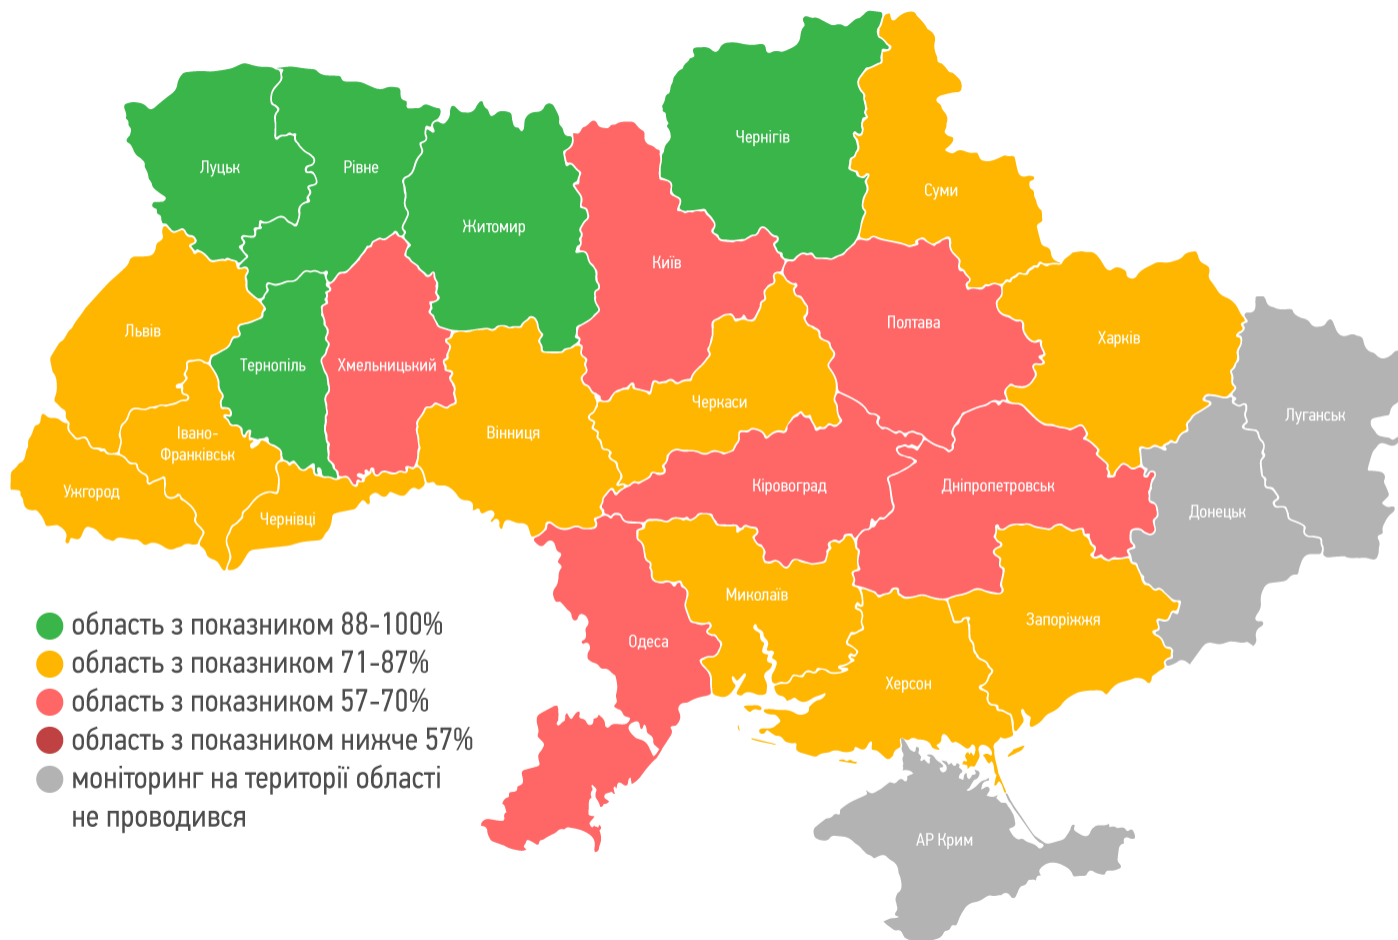 Чернігів
Луцьк
Рівне
Суми
Житомир
Київ
Львів
Полтава
Харків
Тернопіль
Хмельницький
Черкаси
Луганськ
Івано-
Франківськ
Вінниця
Ужгород
Кіровоград
Дніпропетровськ
Донецьк
Чернівці
Миколаїв
Запоріжжя
Одеса
Херсон
АР Крим
область з показником 88-100%
область з показником 71-87%
область з показником 57-70%
область з показником нижче 57%
моніторинг на території області
не проводився